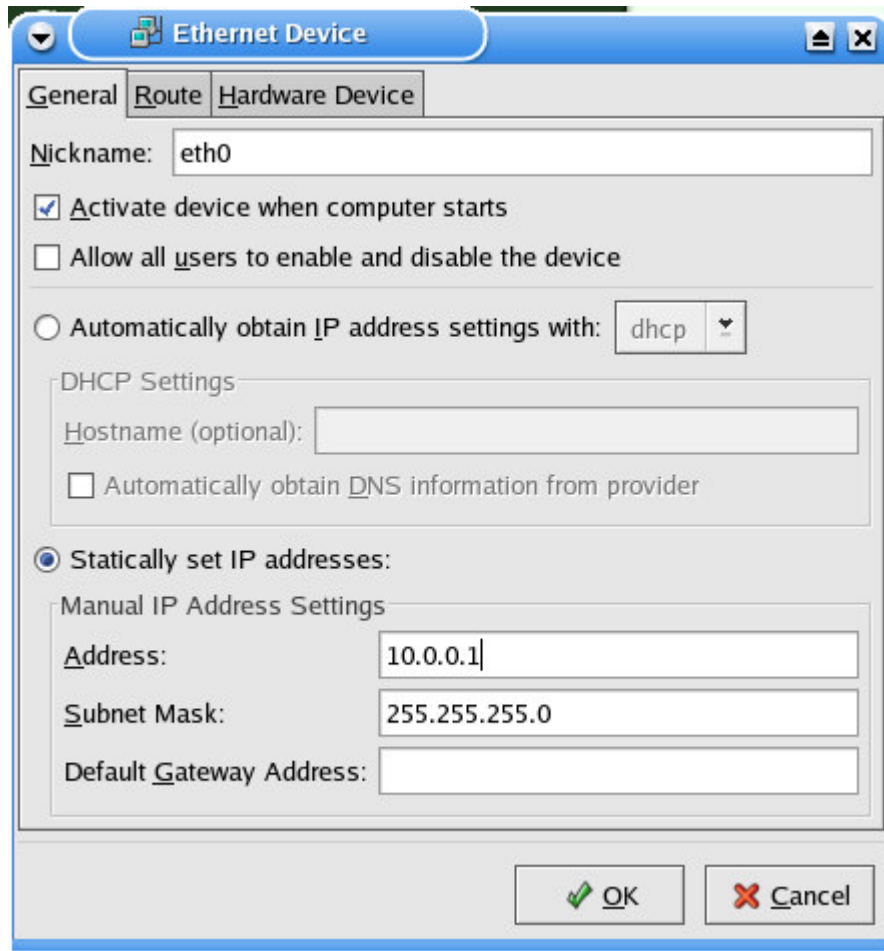 Ethernet Device
General Route Hardware Device
Nickname: eth0
Activate device when computer starts
Allow all users to enable and disable the device
Automatically obtain IP address settings with: dhcp
DHCP Settings
Hostname (optional):
Automatically obtain DNS information from provider
Statically set IP addresses:
Manual IP Address Settings
Address: 10.0.0.1
Subnet Mask: 255.255.255.0
Default Gateway Address:
OK Cancel